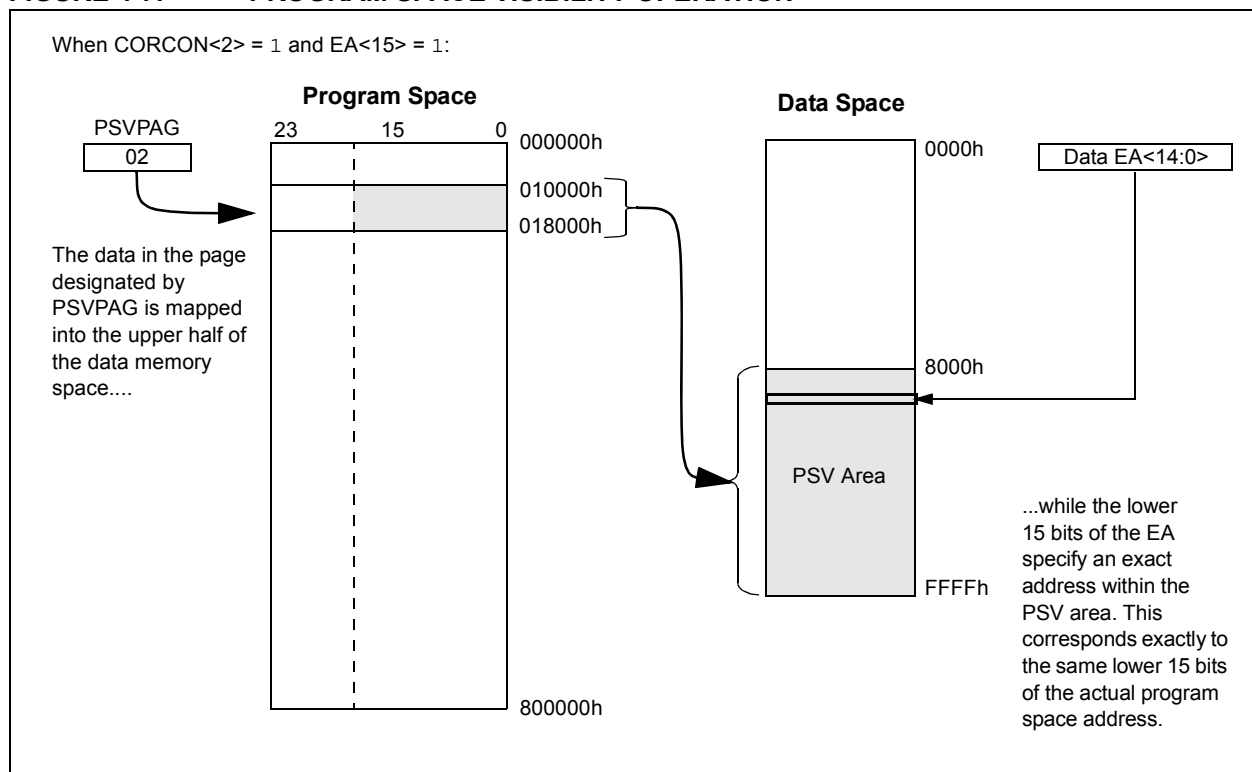 When CORCON<2> = 1 and EA<15> = 1:
Program Space
Data Space
PSVPAG
02
23 15 0
000000h
010000h
018000h
800000h
The data in the page
designated by
PSVPAG is mapped
into the upper half of
the data memory
space....
0000h
8000h
PSV Area
FFFFh
Data EA<14:0>
...while the lower
15 bits of the EA
specify an exact
address within the
PSV area. This
corresponds exactly to
the same lower 15 bits
of the actual program
space address.